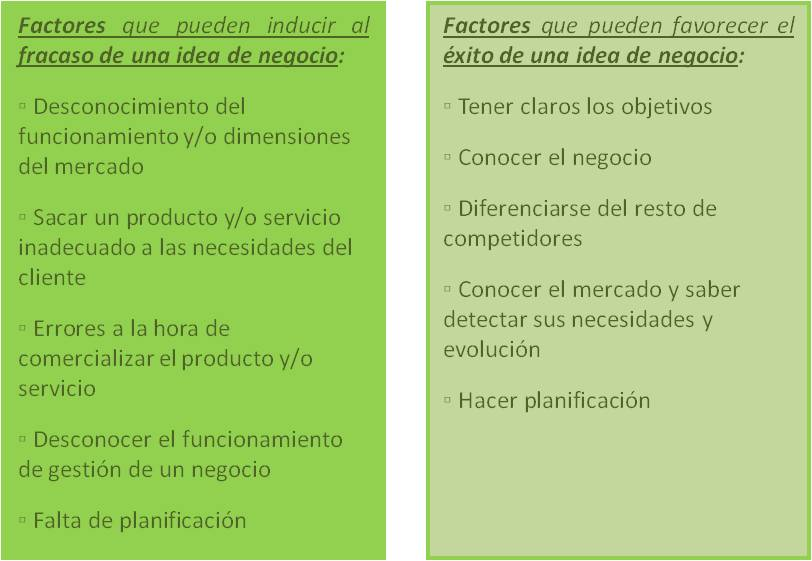 Factores que pueden inducir al
fracaso de una idea de negocio:
▫ Desconocimiento del
funcionamiento y/o dimensiones
del mercado
▫ Sacar un producto y/o servicio
inadecuado a las necesidades del
cliente
▫ Errores a la hora de
comercializar el producto y/o
servicio
▫ Desconocer el funcionamiento
de gestión de un negocio
▫ Falta de planificación
Factores que pueden favorecer el
éxito de una idea de negocio:
▫ Tener claros los objetivos
▫ Conocer el negocio
▫ Diferenciarse del resto de
competidores
▫ Conocer el mercado y saber
detectar sus necesidades y
evolución
▫ Hacer planificación